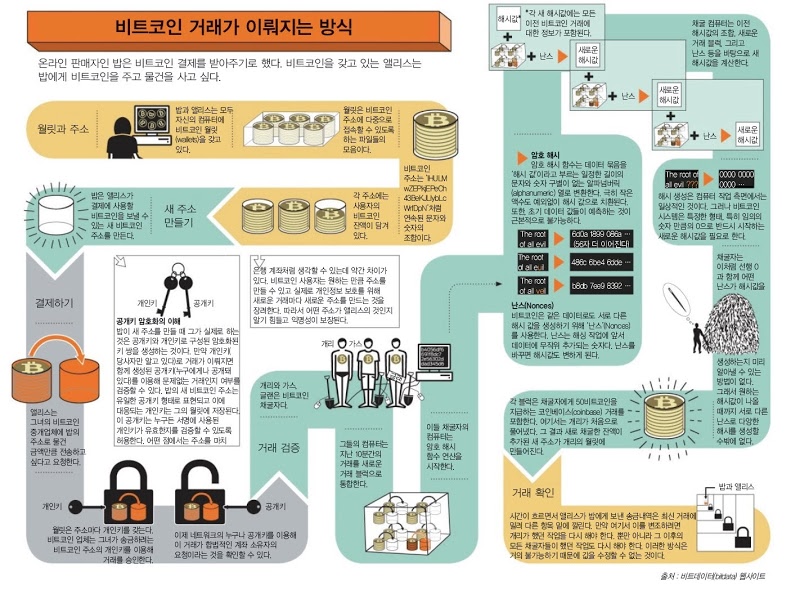 비트코인 거래가 이뤄지는 방식
온라인 판매자인 밥은 비트코인 결제를 받아주기로 했다. 비트코인을 갖고 있는 앨리스는
밥에게 비트코인을 주고 물건을 사고 싶다.
월릿과 주소
밥과 앨리스는 모두
자신의 컴퓨터에
비트코인 월릿
(wallets)을 갖고
있다.
월릿은 비트코인
주소에 다중으로
접속할 수 있도록
하는 파일들의
모음이다.
비트코인
주소는
연속된 문자와
숫자의
조합이다.
각 주소에는
사용자의
비트코인
잔액이 담겨
있다.
새 주소
만들기
밥은 앨리스가
결제에 사용할
비트코인을 보낼 수
있는 새 비트코인
주소를 만든다.
결제하기
개인키
공개키
공개키 암호화의 이해
밥이 새 주소를 만들 때 그가 실제로 하는
것은 공개키와 개인키로 구성된 암호화된
키 쌍을 생성하는 것이다. 만약 개인키(
당사자만 알고 있다)로 거래가 이뤄지면
함께 생성된 공개키(누구에게나 공개돼
있다)를 이용해 문제없는 거래인지 여부를
검증할 수 있다. 밥의 새 비트코인 주소는
유일한 공개키 형태로 표현되고 이에
대응되는 개인키는 그의 월릿에 저장된다.
이 공개키는 누구든 서명에 사용된
개인키가 유효한지를 검증할 수 있도록
허용한다. 어떤 점에서는 주소를 마치
은행 계좌처럼 생각할 수 있는데 약간 차이가
있다. 비트코인 사용자는 원하는 만큼 주소를
만들 수 있고 실제로 개인정보 보호를 위해
새로운 거래마다 새로운 주소를 만드는 것을
장려한다. 따라서 어떤 주소가 앨리스의 것인지
알기 힘들고 익명성이 보장된다.
앨리스는
그녀의 비트코인
중개업체에 밥의
주소로 물건
금액만큼 전송하고
싶다고 요청한다.
개인키
월릿은 주소마다 개인키를 갖는다.
비트코인 업체는 그녀가 송금하려는
비트코인 주소의 개인키를 이용해
거래를 승인한다.
공개키
이제 네트워크의 누구나 공개키를 이용해
이 거래가 합법적인 계좌 소유자의
요청이라는 것을 확인할 수 있다.
거래 검증
개리 가스 글랜
개리와 가스,
글랜은 비트코인
채굴자다.
그들의 컴퓨터는
지난 10분간의
거래를 새로운
거래 블럭으로
통합한다.
이들 채굴자의
컴퓨터는
암호 해시
함수 연산을
시작한다.
암호 해시
암호 해시 함수는 데이터 묶음을
'해시 값'이라고 부르는 일정한 길이의
문자와 숫자 구별이 없는 알파넘버릭
(alphanumeric) 열로 변환한다. 극히 작은
액수도 예외없이 해시 값으로 치환된다.
또한, 초기 데이터 값들이 예측하는 것이
근본적으로 불가능하다.
The root
of all evil
6d0a 1899 086a ...
(56자 더 이어진다)
The root
of all euil
486c 6be4 6dde ...
The root
of all veil
b8db 7ee9 8392 ...
난스(Nonces)
비트코인은 같은 데이터로도 서로 다른
해시 값을 생성하기 위해 '난스'(Nonces)
를 사용한다. 난스는 해싱 작업에 앞서
데이터에 무작위 추가되는 숫자다. 난스를
바꾸면 해시값도 변하게 된다.
해시값
*각 새 해시값에는 모든
이전 비트코인 거래에
대한 정보가 포함된다.
난스
새로운
해시값
난스
새로운
해시값
난스
새로운
해시값
채굴 컴퓨터는 이전
해시값의 조합, 새로운
거래 블럭, 그리고
난스 등을 바탕으로 새
해시값을 계산한다.
The root of
all evil ???
0000 0000
0000 ...
해시 생성은 컴퓨터 작업 측면에서는
일상적인 것이다. 그러나 비트코인
시스템은 특정한 형태, 특히 임의의
숫자 만큼의 0으로 반드시 시작하는
새로운 해시값을 필요로 한다.
채굴자는
이처럼 선행 0
과 함께 어떤
난스가 해시값을
생성하는지 미리
알아낼 수 있는
방법이 없다.
그래서 원하는
해시값이 나올
때까지 서로 다른
난스로 다양한
해시를 생성할
수밖에 없다.
각 블럭은 채굴자에게 50비트코인을
지급하는 코인베이스(coinbase) 거래를
포함한다. 여기서는 개리가 처음으로
풀어냈다. 그 결과 새로 채굴한 잔액이
추가된 새 주소가 개리의 월릿에
만들어진다.
거래 확인
밥과 앨리스
시간이 흐르면서 앨리스가 밥에게 보낸 송금내역은 최신 거래에
밀려 다른 항목 밑에 깔린다. 만약 여기서 이를 변조하려면
개리가 했던 작업을 다시 해야 한다. 뿐만 아니라 그 이후의
모든 채굴자들이 했던 작업도 다시 해야 한다. 이러한 방식은
거의 불가능하기 때문에 값을 수정할 수 없는 것이다.
출처 : 비트데이터(bitdata) 웹사이트